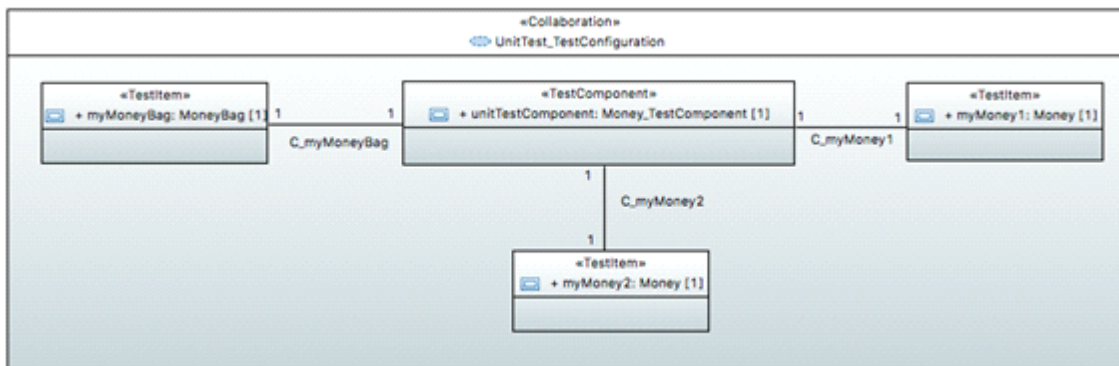 «Collaboration»
UnitTest_TestConfiguration
«TestItem»
+ myMoneyBag: MoneyBag [1]
1
1
C_myMoneyBag
«TestComponent»
+ unitTestComponent: Money_TestComponent [1]
1
1
C_myMoney1
«TestItem»
+ myMoney1: Money [1]
1
C_myMoney2
1
«TestItem»
+ myMoney2: Money [1]